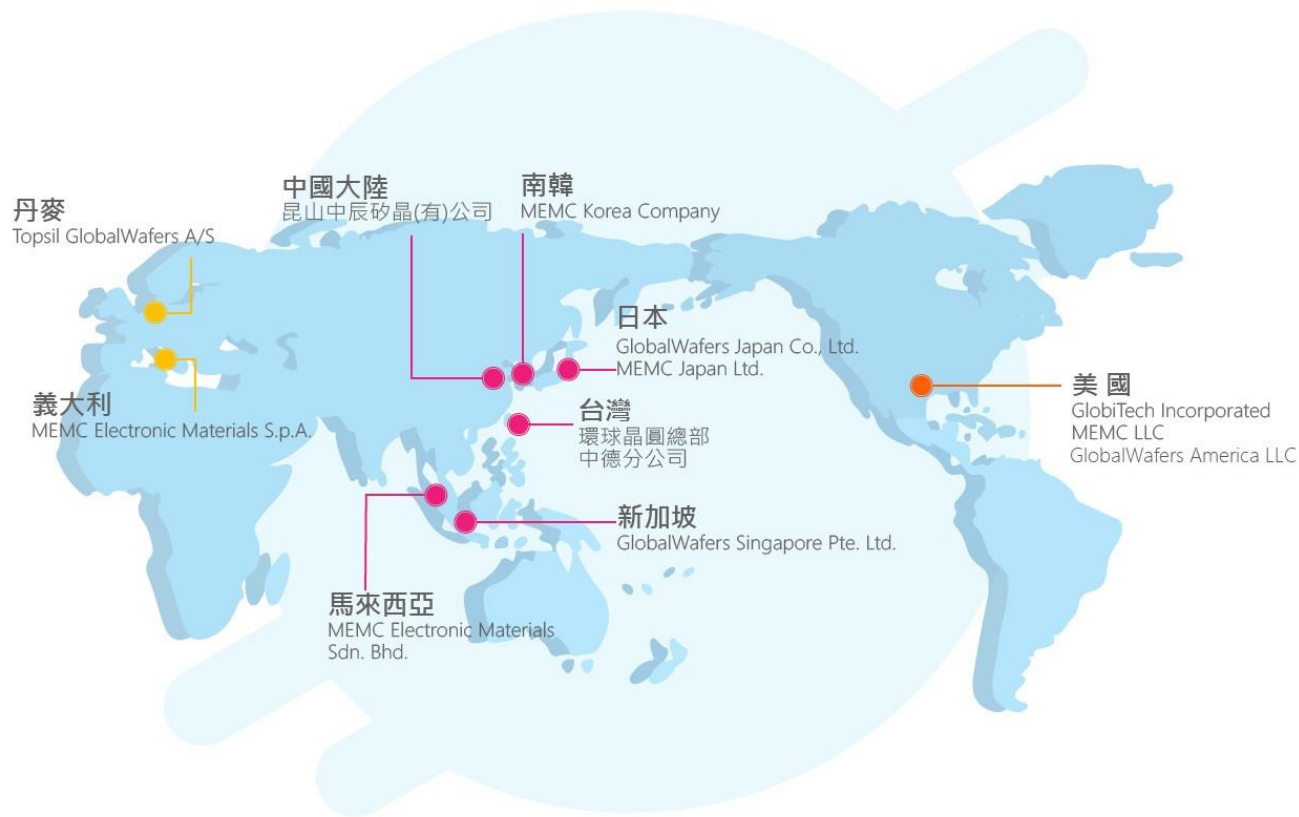 中國大陸
昆山中辰矽晶(有)公司
南韓
MEMC Korea Company
丹麥
Topsil GlobalWafers A/S
日本
GlobalWafers Japan Co., Ltd.
MEMC Japan Ltd.
義大利
MEMC Electronic Materials S.p.A.
台灣
環球晶圓總部
中德分公司
美國
GlobiTech Incorporated
MEMC LLC
GlobalWafers America LLC
新加坡
GlobalWafers Singapore Pte. Ltd.
馬來西亞
MEMC Electronic Materials
Sdn. Bhd.